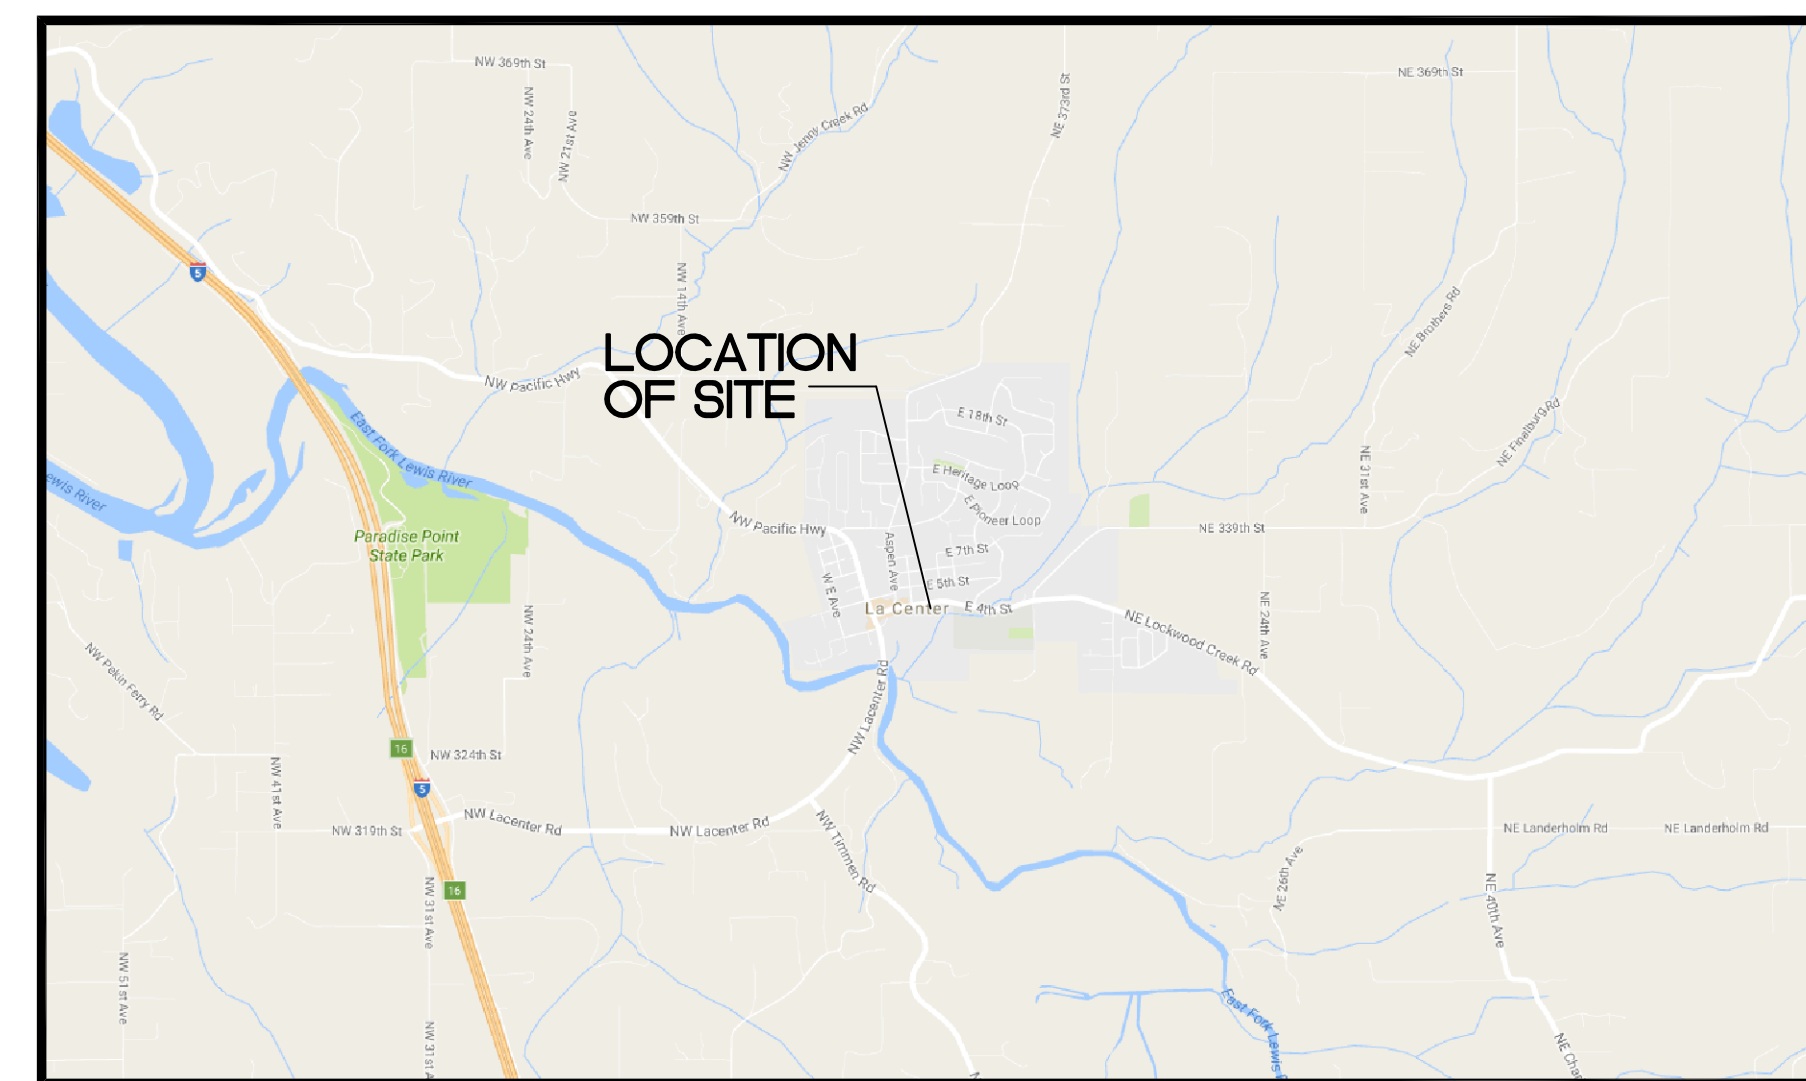 NW 369th St
NE 369th St
NW 24th Ave
NW 21st Ave
NW Jenny Creek Rd
NE 373rd St
NW 359th St
5
NW 14th Ave
NE Brothers Rd
LOCATION
OF SITE
NW Pacific Hwy
East Fork Lewis River
E 18th St
NE Finalburg Rd
E Heritage Loop
NE 31st Ave
ewis River
E Pioneer Loop
NW Pacific Hwy
NE 339th St
Paradise Point
State Park
Aspen Ave
E 7th St
E 5th St
W E Ave
La Center
E 4th St
NE Lockwood Creek Rd
NE 24th Ave
NW 24th Ave
NW Pekin Ferry Rd
NW Lacenter Rd
16
NW 324th St
5
NW 41st Ave
NW 319th St
NW Lacenter Rd
NW Lacenter Rd
NW Timmen Rd
NE Landerholm Rd
NE Landerholm Rd
NE 26th Ave
16
NW 31st Ave
NE 40th Ave
NW 51st Ave
East Fork Lewis
NW 31st A
NE Cha